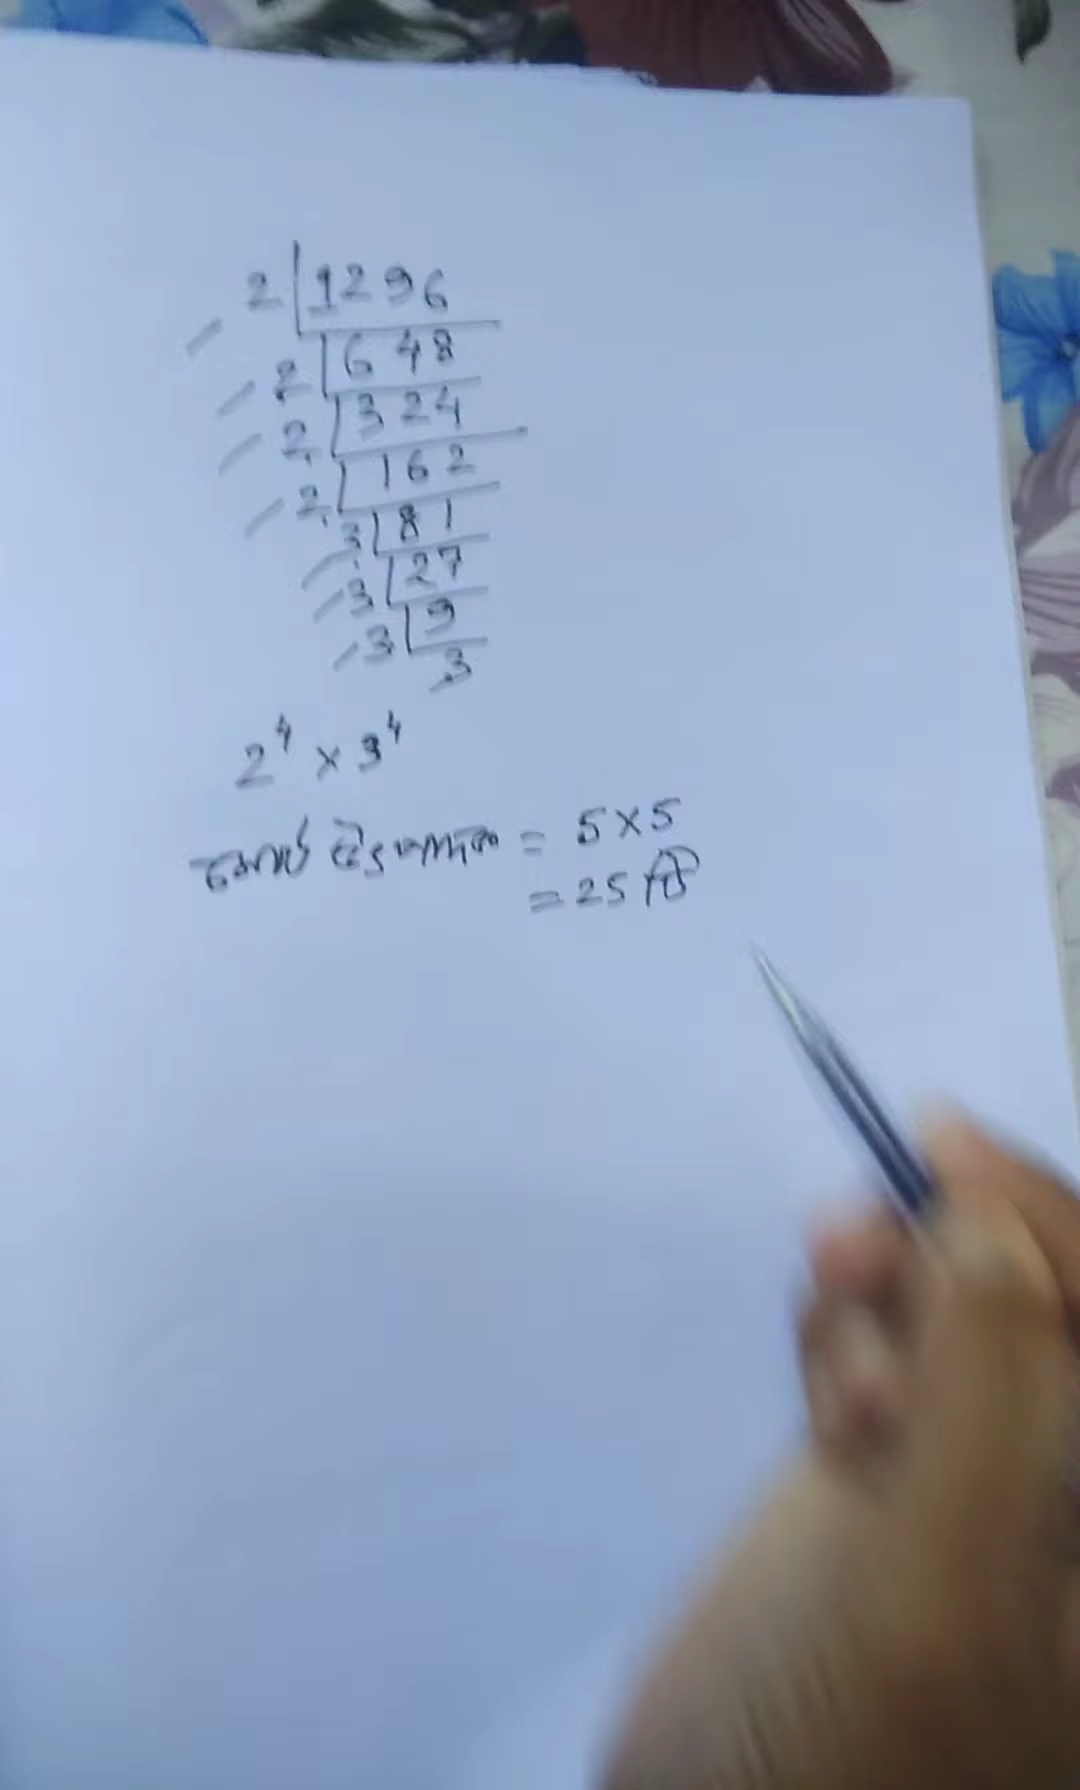 2 | 1296
2 | 648
2 | 324
2 | 162
3 | 81
3 | 27
3 | 9
3
2⁴ × 3⁴
মোট উৎপাদক = 5 × 5
= 25 টি